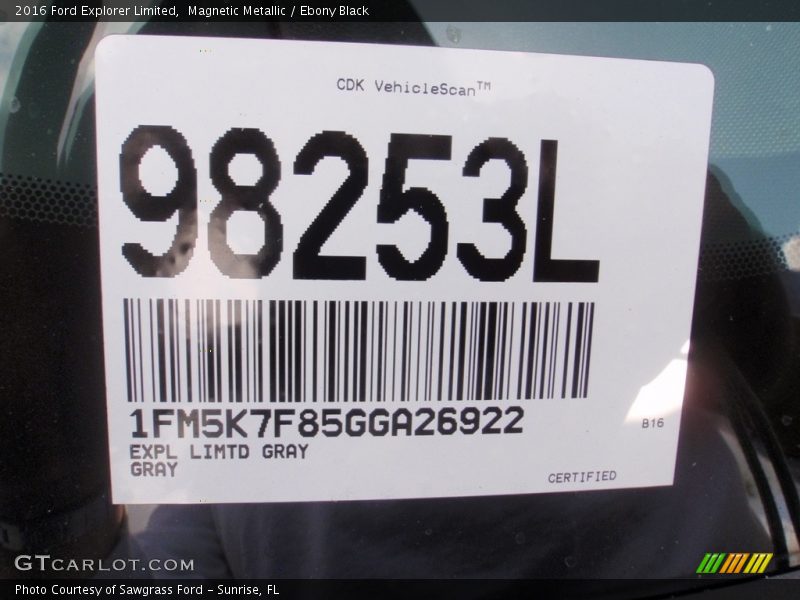 2016 Ford Explorer Limited,  Magnetic Metallic / Ebony Black
CDK VehicleScan™
98253L
1FM5K7F85GGA26922
EXPL LIMTD GRAY
GRAY
B16
CERTIFIED
GTCARLOT.COM
Photo Courtesy of Sawgrass Ford – Sunrise, FL